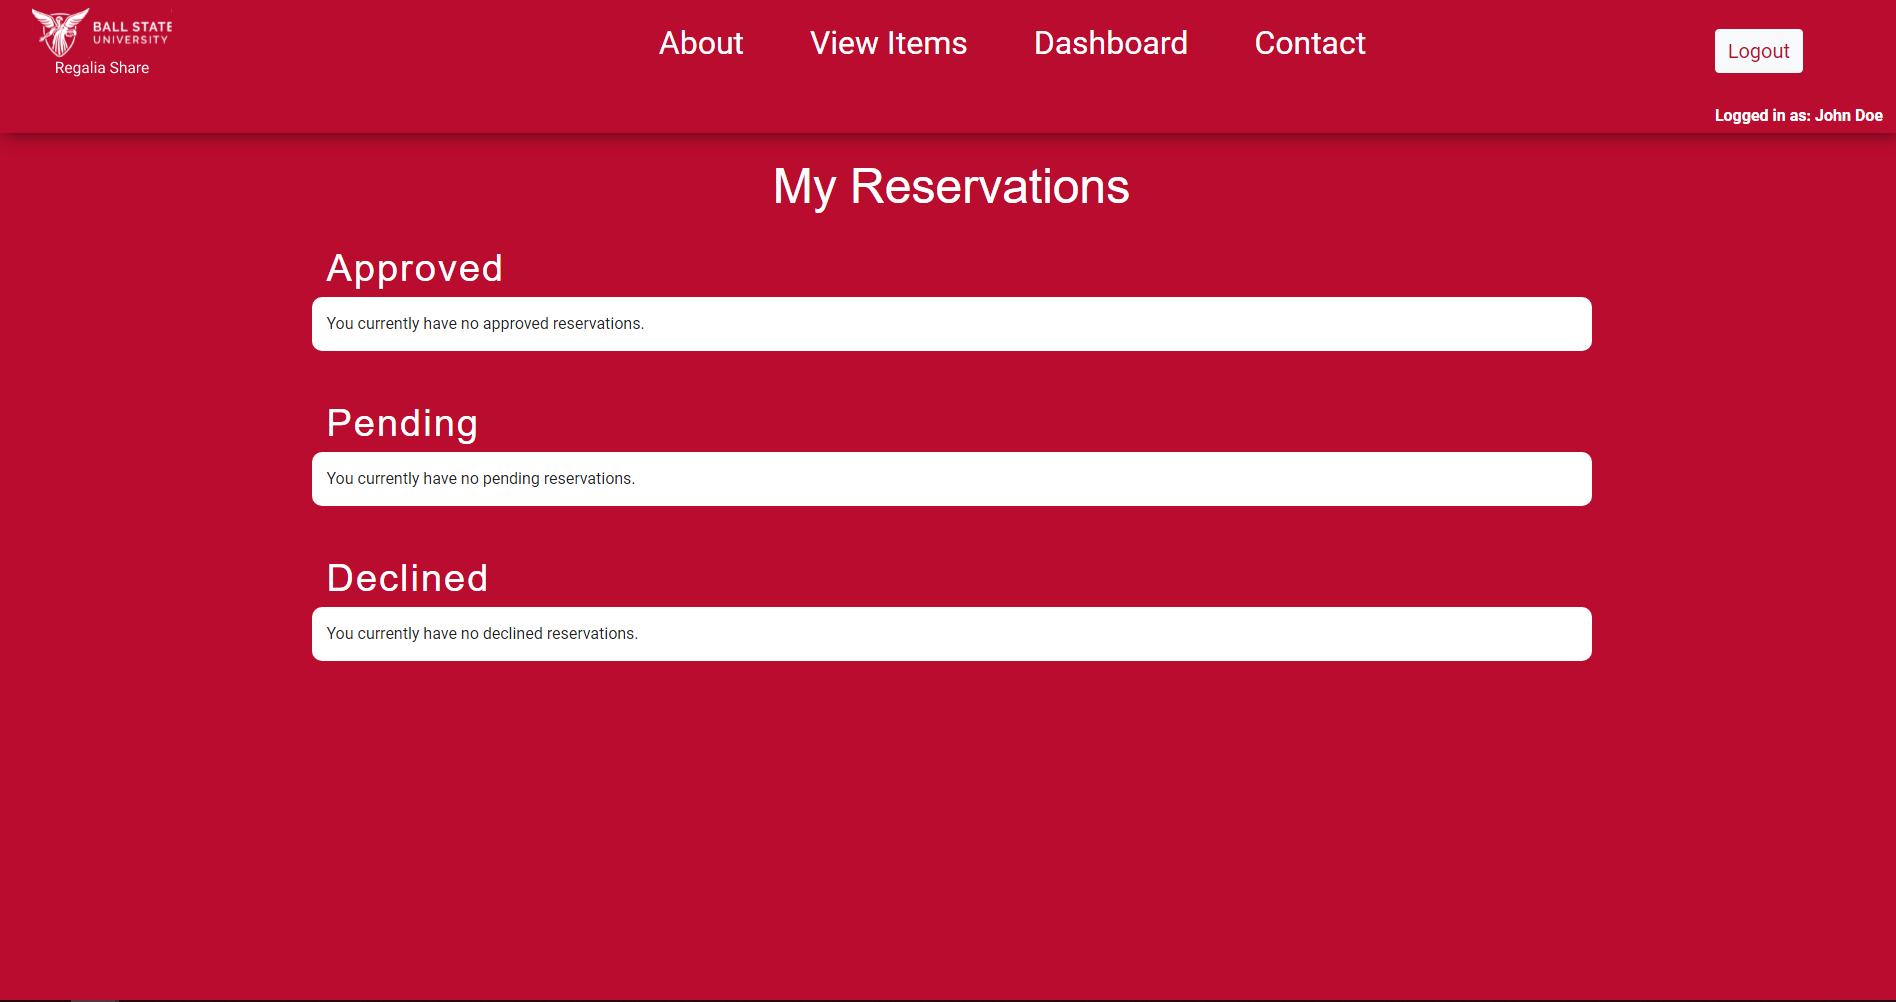 BALL STATE
UNIVERSITY
Regalia Share
About View Items Dashboard Contact
Logout
Logged in as: John Doe
My Reservations
Approved
You currently have no approved reservations.
Pending
You currently have no pending reservations.
Declined
You currently have no declined reservations.